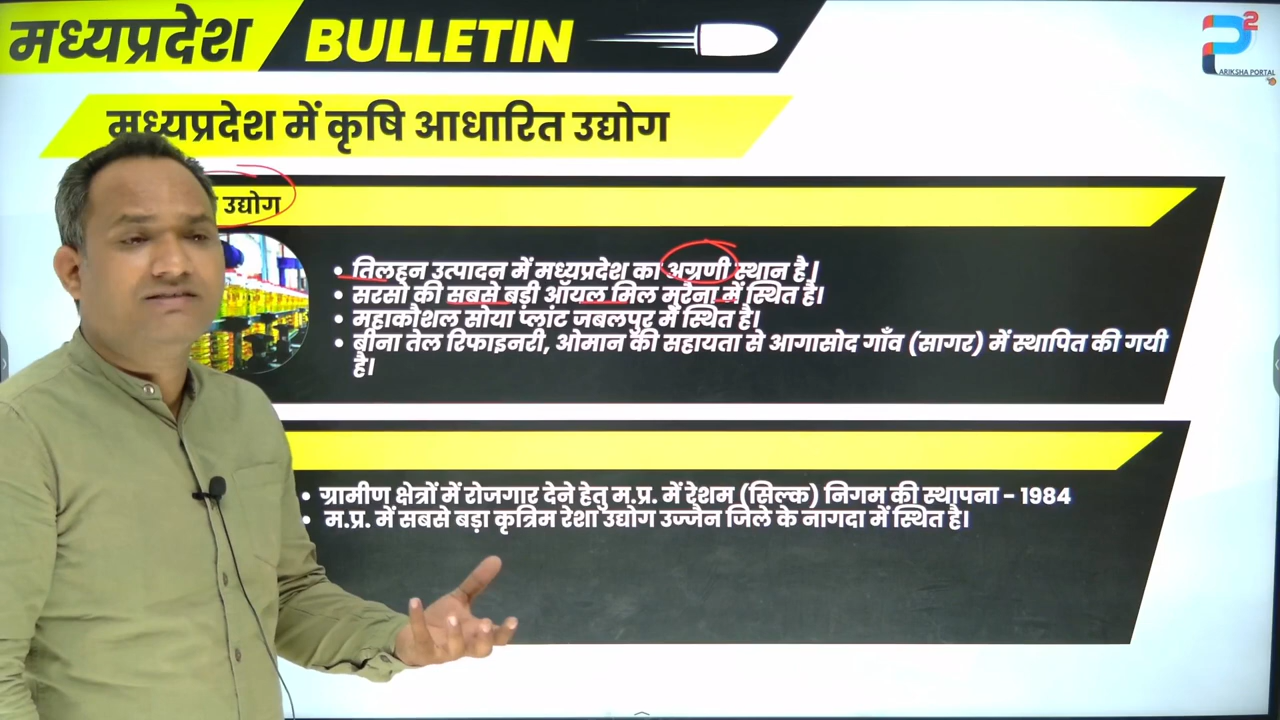 मध्यप्रदेश BULLETIN
P2
ARIKSHA PORTAL
मध्यप्रदेश में कृषि आधारित उद्योग
उद्योग
• तिलहन उत्पादन में मध्यप्रदेश का अग्रणी स्थान है।
• सरसो की सबसे बड़ी ऑयल मिल मुरैना में स्थित है।
• महाकौशल सोया प्लांट जबलपुर में स्थित है।
• बीना तेल रिफाइनरी, ओमान की सहायता से आगासोद गाँव (सागर) में स्थापित की गयी
है।
• ग्रामीण क्षेत्रों में रोजगार देने हेतु म.प्र. में रेशम (सिल्क) निगम की स्थापना - 1984
• म.प्र. में सबसे बड़ा कृत्रिम रेशा उद्योग उज्जैन जिले के नागदा में स्थित है।